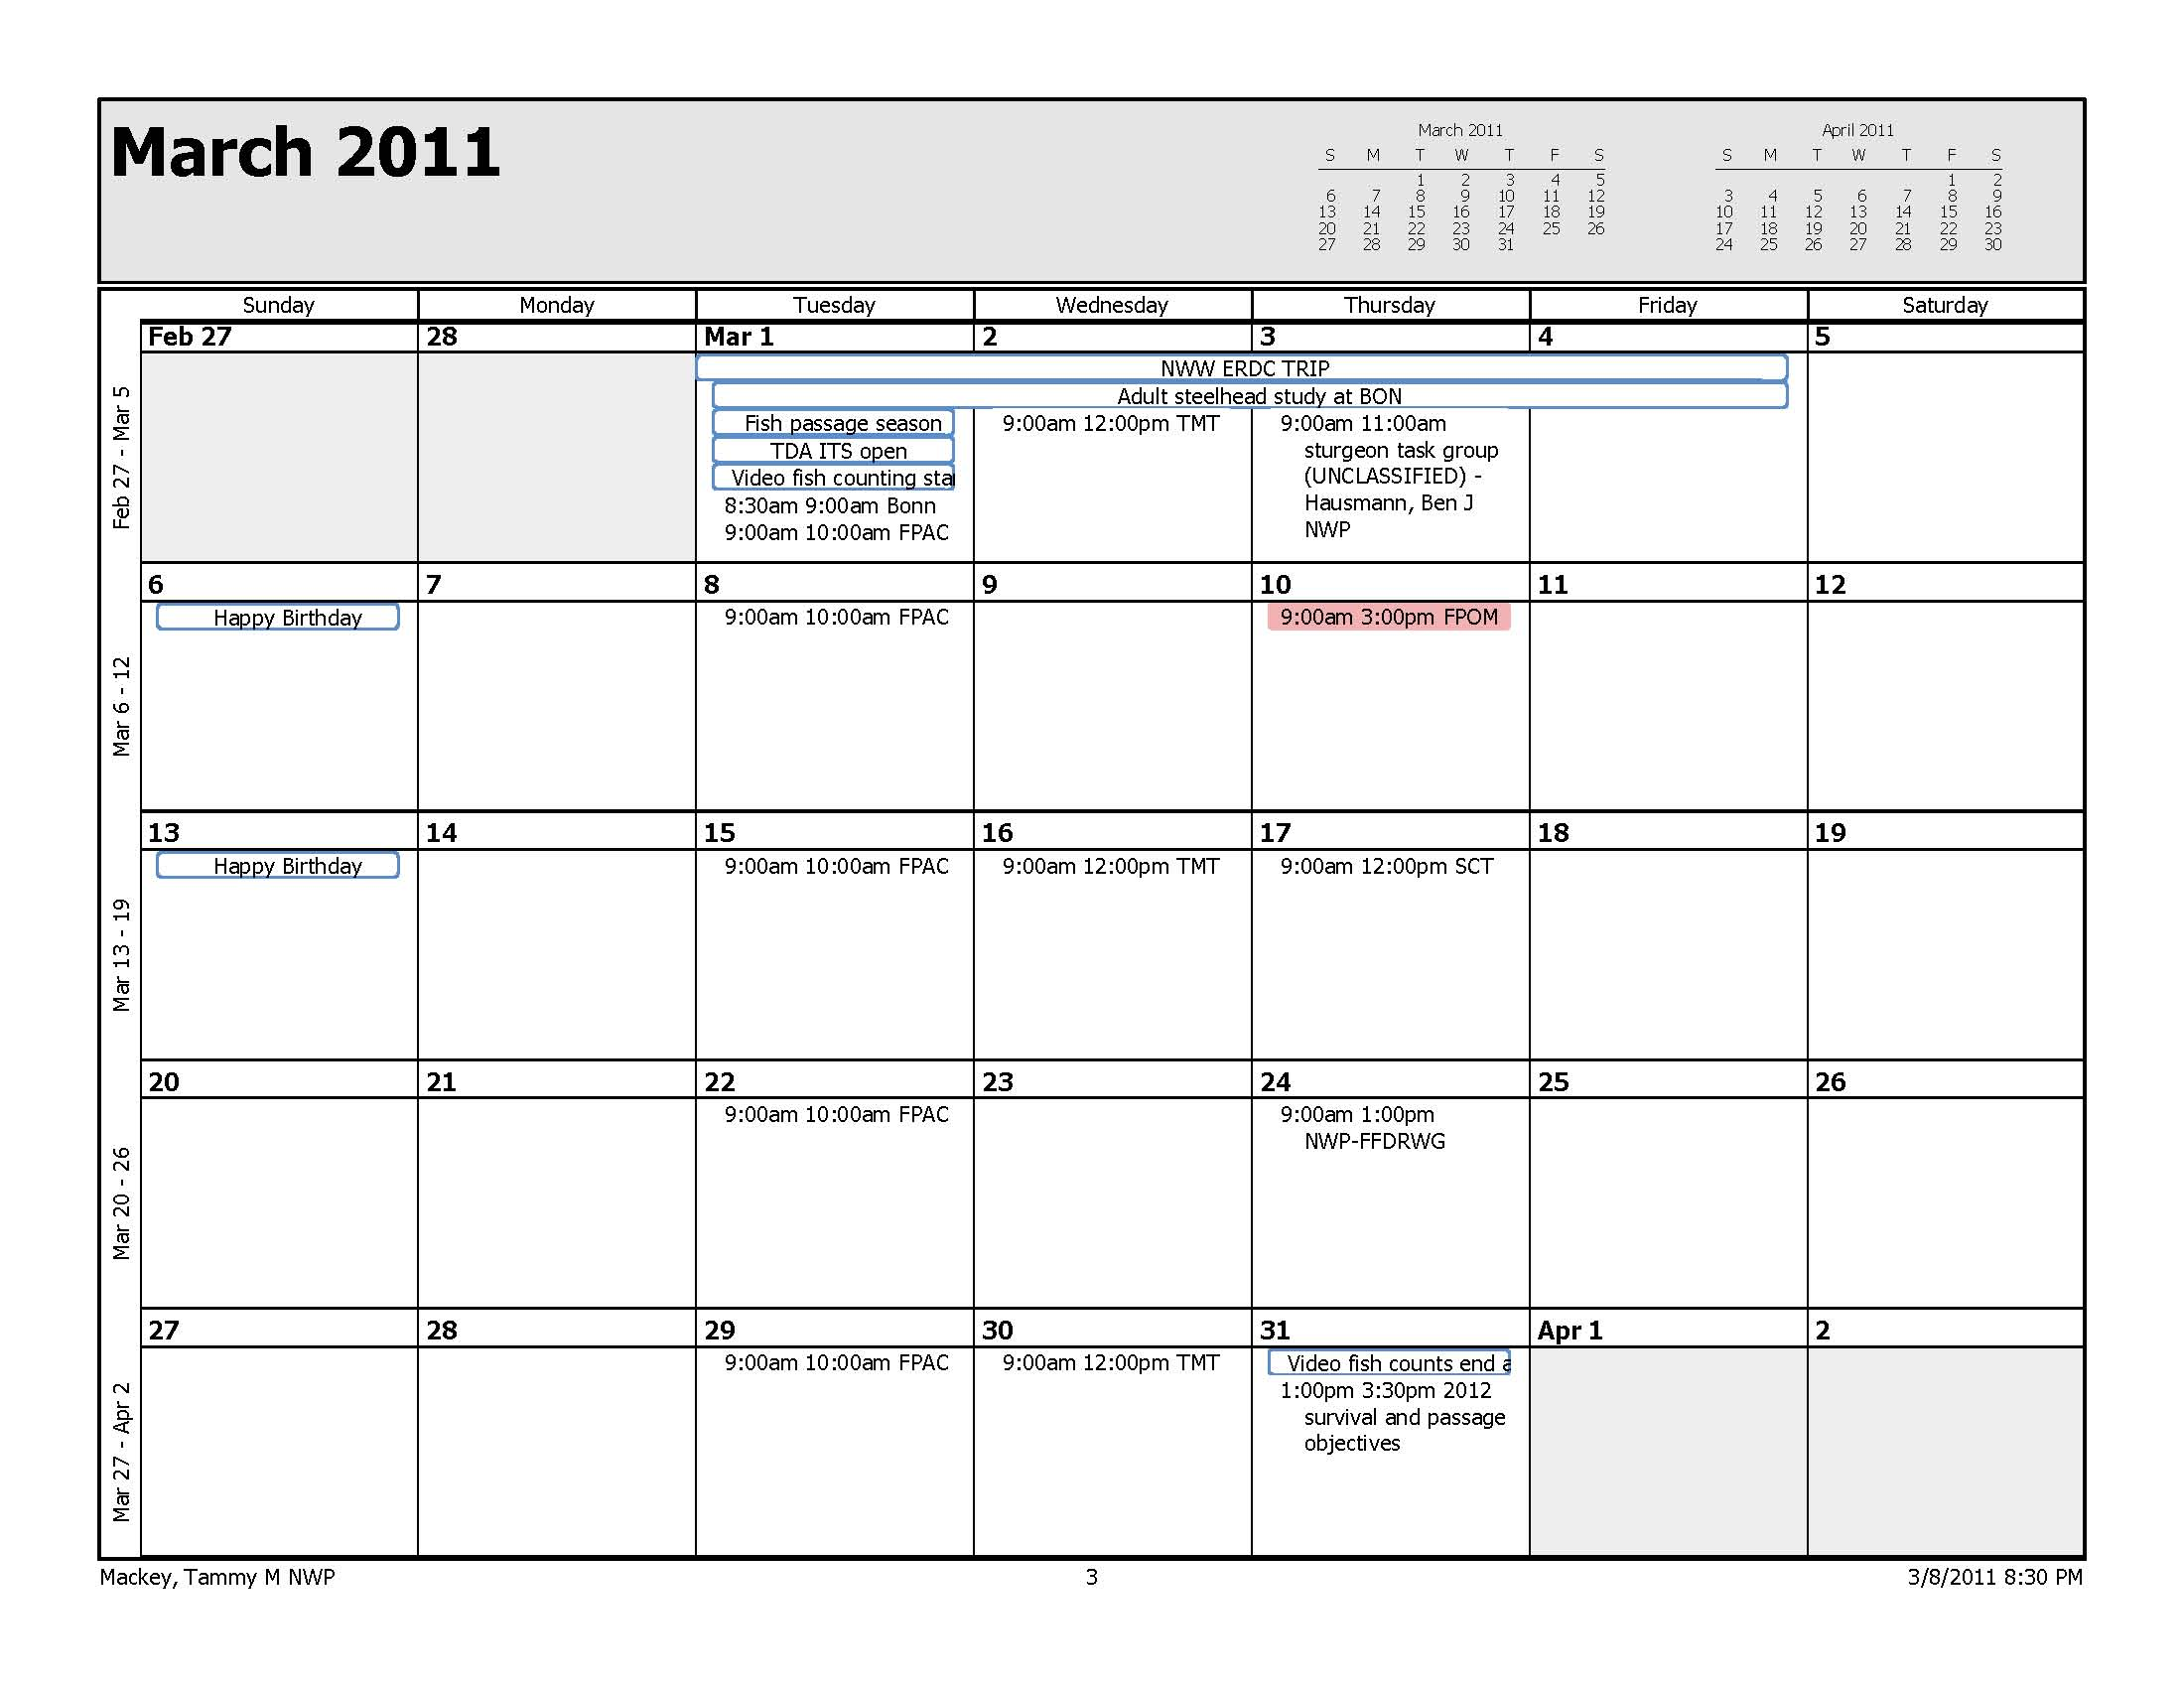 March 2011
March 2011
S M T W T F S
1 2 3 4 5
6 7 8 9 10 11 12
13 14 15 16 17 18 19
20 21 22 23 24 25 26
27 28 29 30 31
April 2011
S M T W T F S
1 2
3 4 5 6 7 8 9
10 11 12 13 14 15 16
17 18 19 20 21 22 23
24 25 26 27 28 29 30
Sunday Monday Tuesday Wednesday Thursday Friday Saturday
Feb 27 - Mar 5
Feb 27 28 Mar 1 2 3 4 5
NWW ERDC TRIP
Adult steelhead study at BON
Fish passage season
TDA ITS open
Video fish counting sta
8:30am 9:00am Bonn
9:00am 10:00am FPAC
9:00am 12:00pm TMT
9:00am 11:00am
sturgeon task group
(UNCLASSIFIED) -
Hausmann, Ben J
NWP
Mar 6 - 12
6 7 8 9 10 11 12
Happy Birthday
9:00am 10:00am FPAC
9:00am 3:00pm FPOM
Mar 13 - 19
13 14 15 16 17 18 19
Happy Birthday
9:00am 10:00am FPAC
9:00am 12:00pm TMT
9:00am 12:00pm SCT
Mar 20 - 26
20 21 22 23 24 25 26
9:00am 10:00am FPAC
9:00am 1:00pm
NWP-FFDRWG
Mar 27 - Apr 2
27 28 29 30 31 Apr 1 2
9:00am 10:00am FPAC
9:00am 12:00pm TMT
Video fish counts end a
1:00pm 3:30pm 2012
survival and passage
objectives
Mackey, Tammy M NWP 3 3/8/2011 8:30 PM